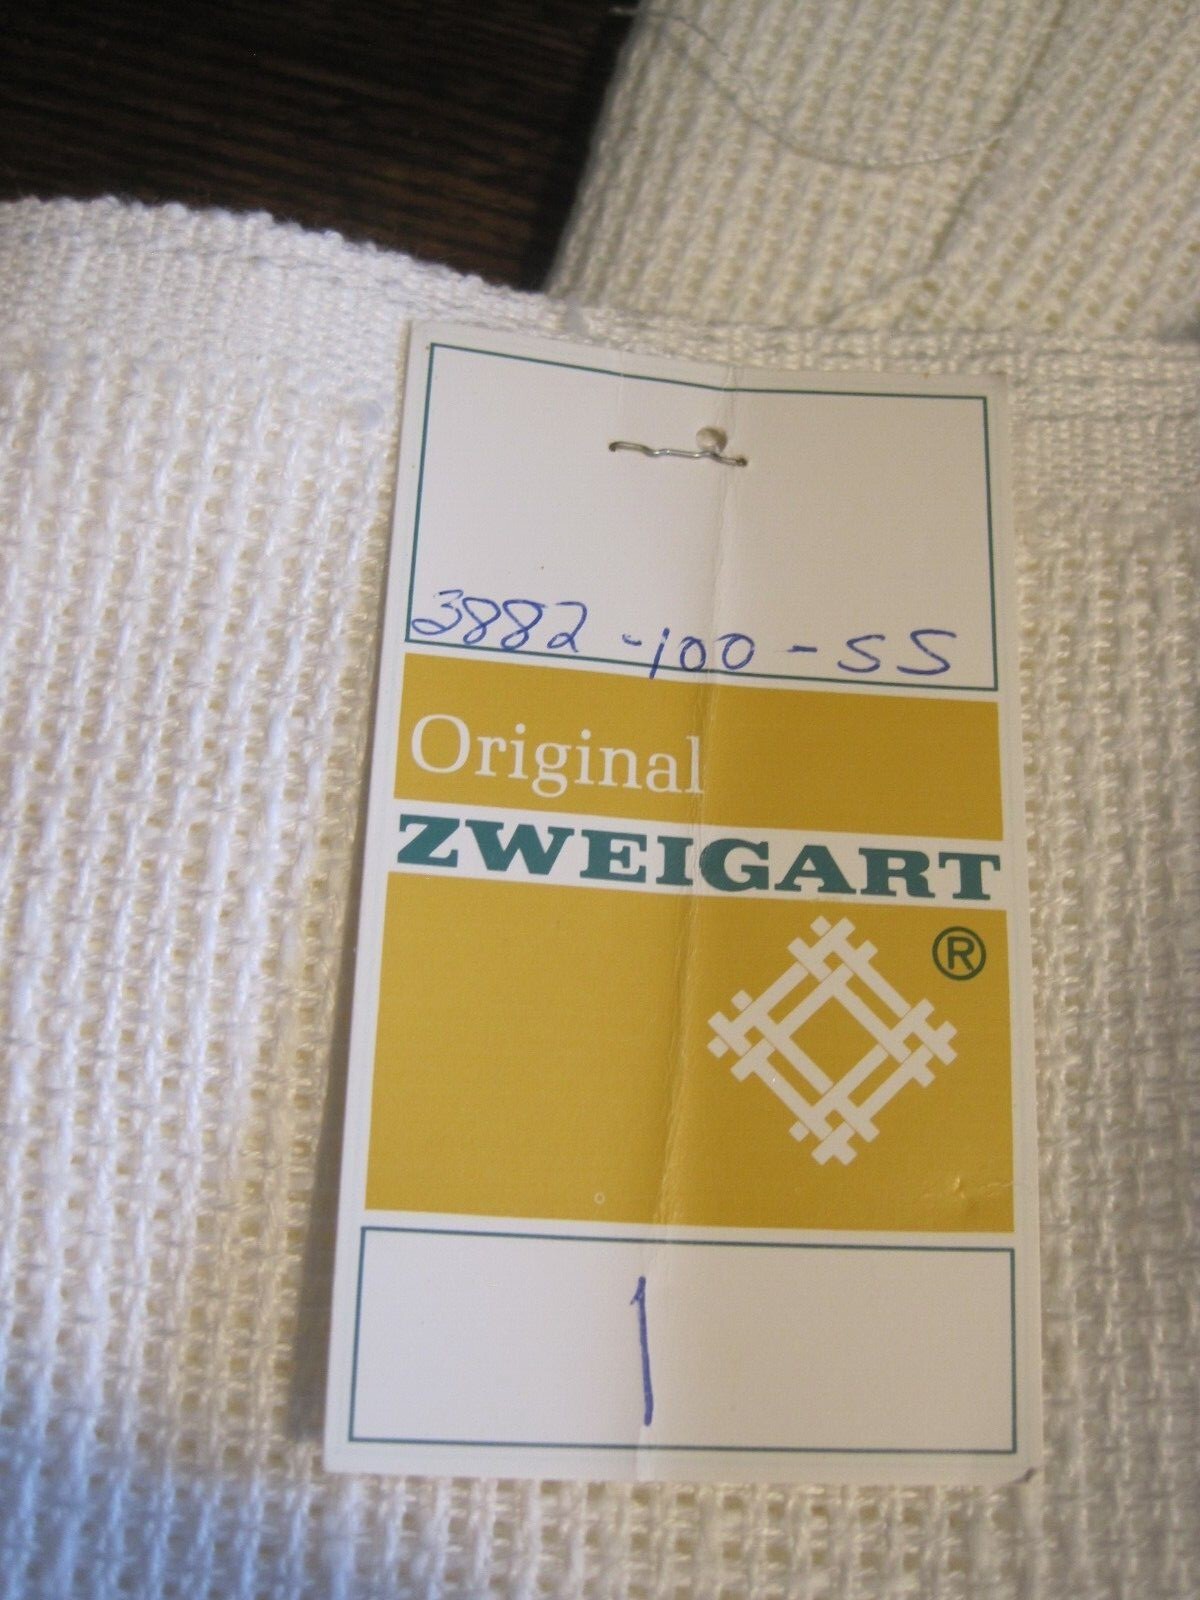 3882-100-55
Original
ZWEIGART
®
1